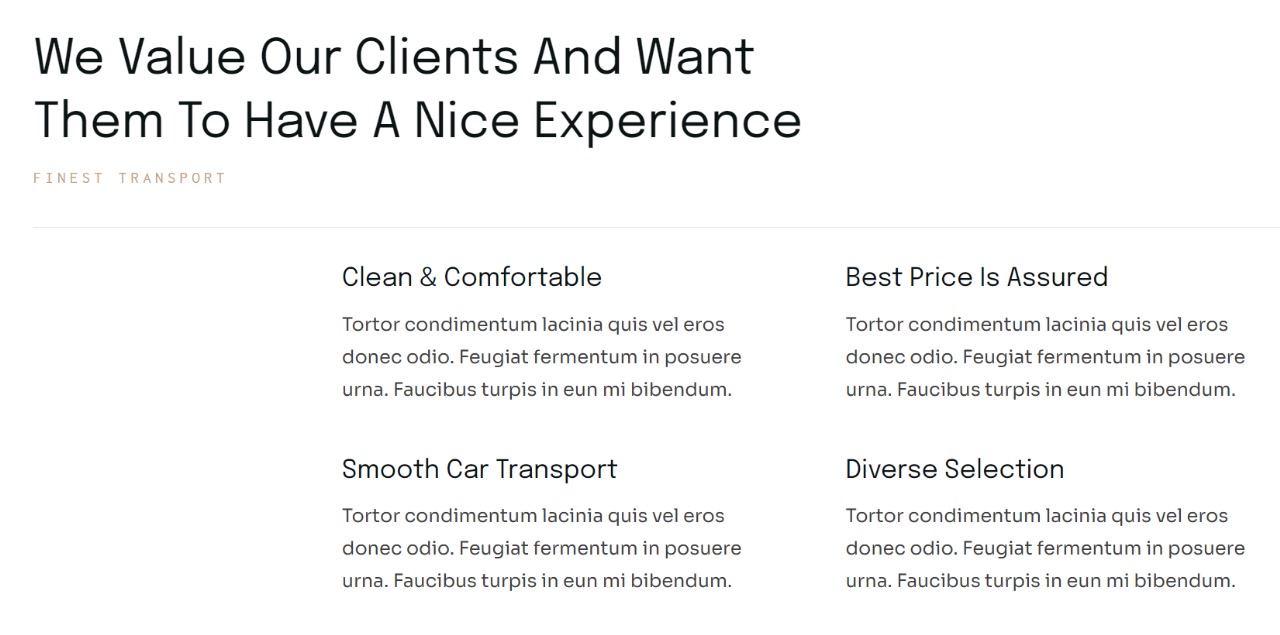 We Value Our Clients And Want
Them To Have A Nice Experience
FINEST TRANSPORT
Clean & Comfortable
Tortor condimentum lacinia quis vel eros
donec odio. Feugiat fermentum in posuere
urna. Faucibus turpis in eun mi bibendum.
Best Price Is Assured
Tortor condimentum lacinia quis vel eros
donec odio. Feugiat fermentum in posuere
urna. Faucibus turpis in eun mi bibendum.
Smooth Car Transport
Tortor condimentum lacinia quis vel eros
donec odio. Feugiat fermentum in posuere
urna. Faucibus turpis in eun mi bibendum.
Diverse Selection
Tortor condimentum lacinia quis vel eros
donec odio. Feugiat fermentum in posuere
urna. Faucibus turpis in eun mi bibendum.